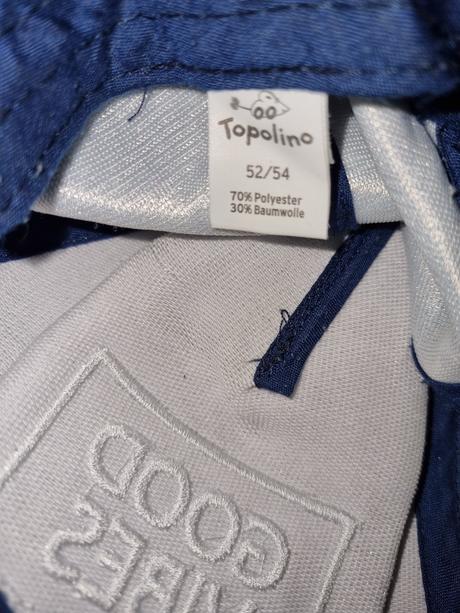 Topolino
52/54
70% Polyester
30% Baumwolle
GOOD
VIBES